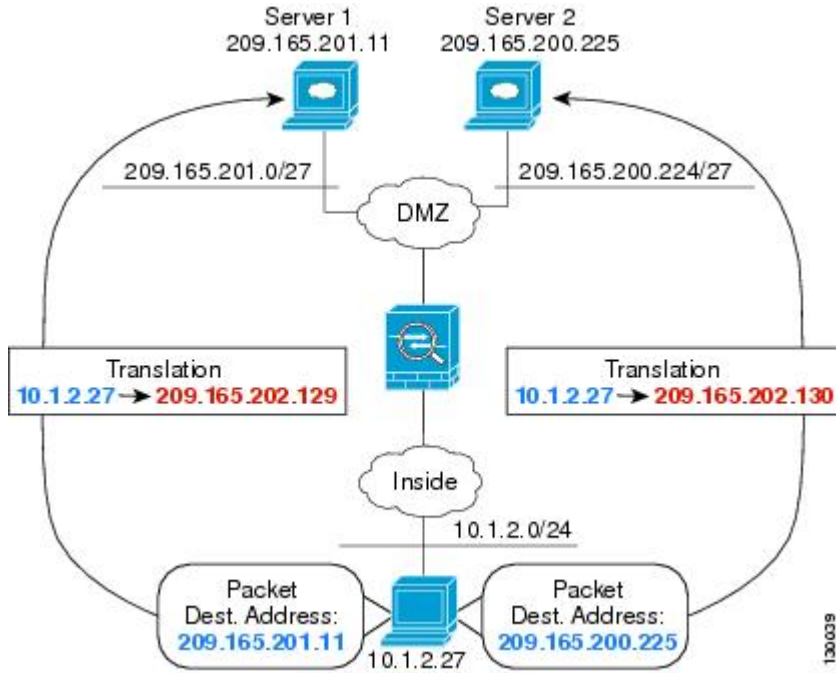 Server 1
209.165.201.11
Server 2
209.165.200.225
209.165.201.0/27
209.165.200.224/27
DMZ
Translation
10.1.2.27 → 209.165.202.129
Translation
10.1.2.27 → 209.165.202.130
Inside
10.1.2.0/24
Packet
Dest. Address:
209.165.201.11
Packet
Dest. Address:
209.165.200.225
10.1.2.27
130039